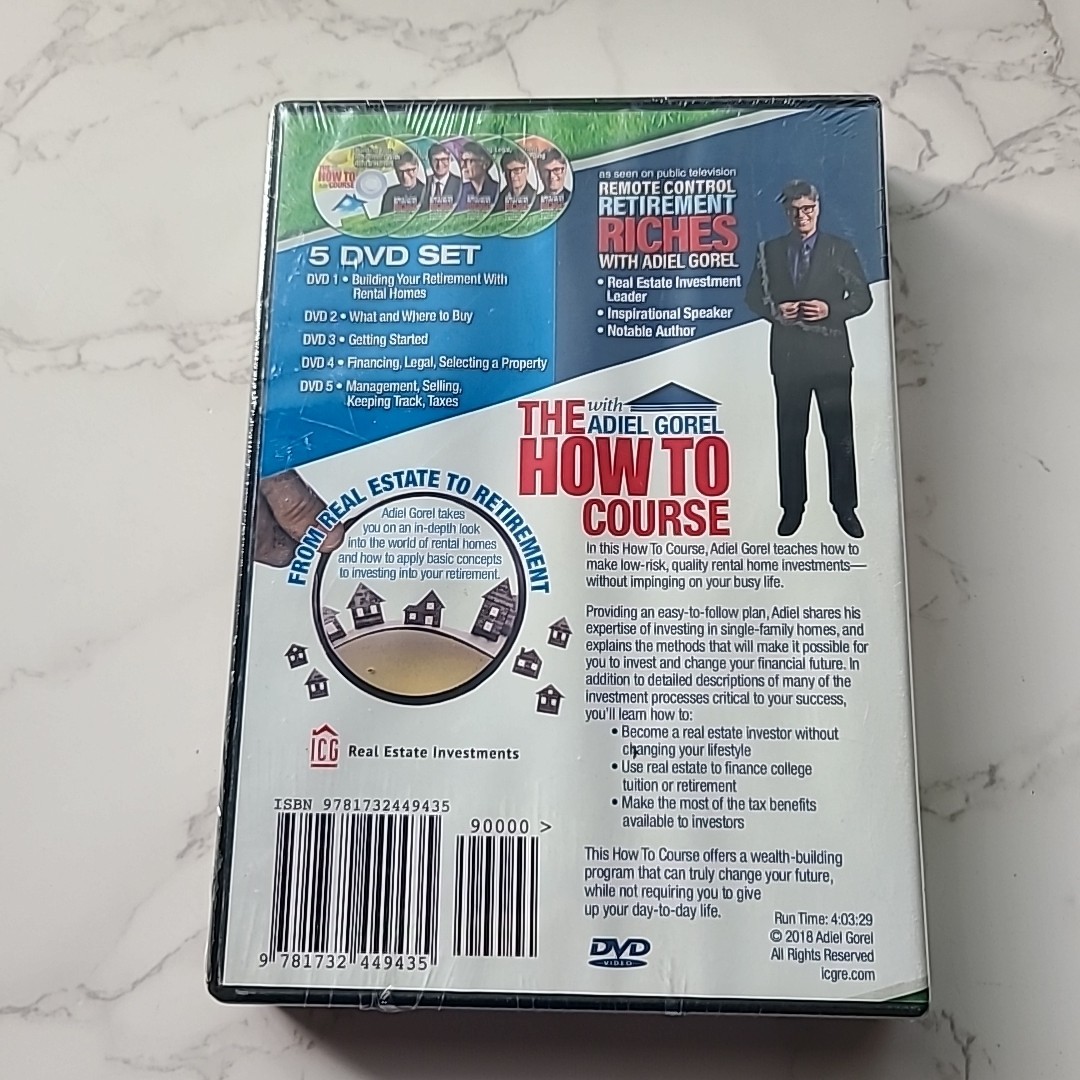 THE
HOW TO
COURSE
5 DVD SET
DVD 1 • Building Your Retirement With
Rental Homes
DVD 2 • What and Where to Buy
DVD 3 • Getting Started
DVD 4 • Financing, Legal, Selecting a Property
DVD 5 • Management, Selling,
Keeping Track, Taxes
as seen on public television
REMOTE CONTROL
RETIREMENT
RICHES
WITH ADIEL GOREL
• Real Estate Investment
Leader
• Inspirational Speaker
• Notable Author
THE with
ADIEL GOREL
HOW TO
COURSE
FROM REAL ESTATE TO RETIREMENT
Adiel Gorel takes
you on an in-depth look
into the world of rental homes
and how to apply basic concepts
to investing into your retirement.
In this How To Course, Adiel Gorel teaches how to
make low-risk, quality rental home investments—
without impinging on your busy life.
Providing an easy-to-follow plan, Adiel shares his
expertise of investing in single-family homes, and
explains the methods that will make it possible for
you to invest and change your financial future. In
addition to detailed descriptions of many of the
investment processes critical to your success,
you'll learn how to:
• Become a real estate investor without
changing your lifestyle
• Use real estate to finance college
tuition or retirement
• Make the most of the tax benefits
available to investors
This How To Course offers a wealth-building
program that can truly change your future,
while not requiring you to give
up your day-to-day life.
ICG Real Estate Investments
ISBN 9781732449435
90000 >
9 781732 449435
DVD
VIDEO
Run Time: 4:03:29
© 2018 Adiel Gorel
All Rights Reserved
icgre.com